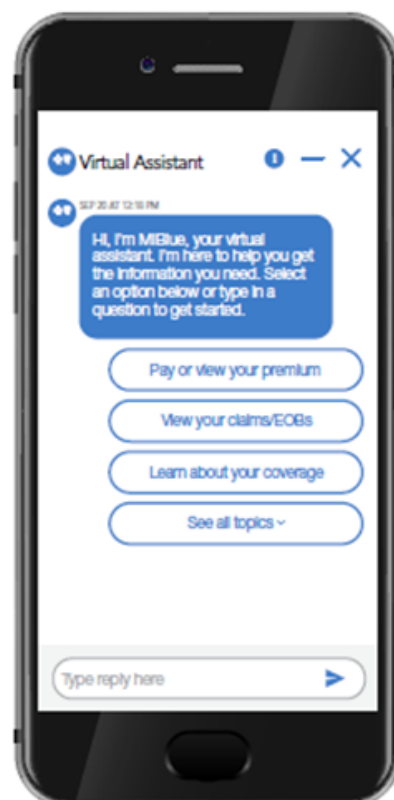 Virtual Assistant
SEP 20 AT 12:18 PM
Hi, I'm MIBlue, your virtual
assistant. I'm here to help you get
the information you need. Select
an option below or type in a
question to get started.
Pay or view your premium
View your claims/EOBs
Learn about your coverage
See all topics
Type reply here